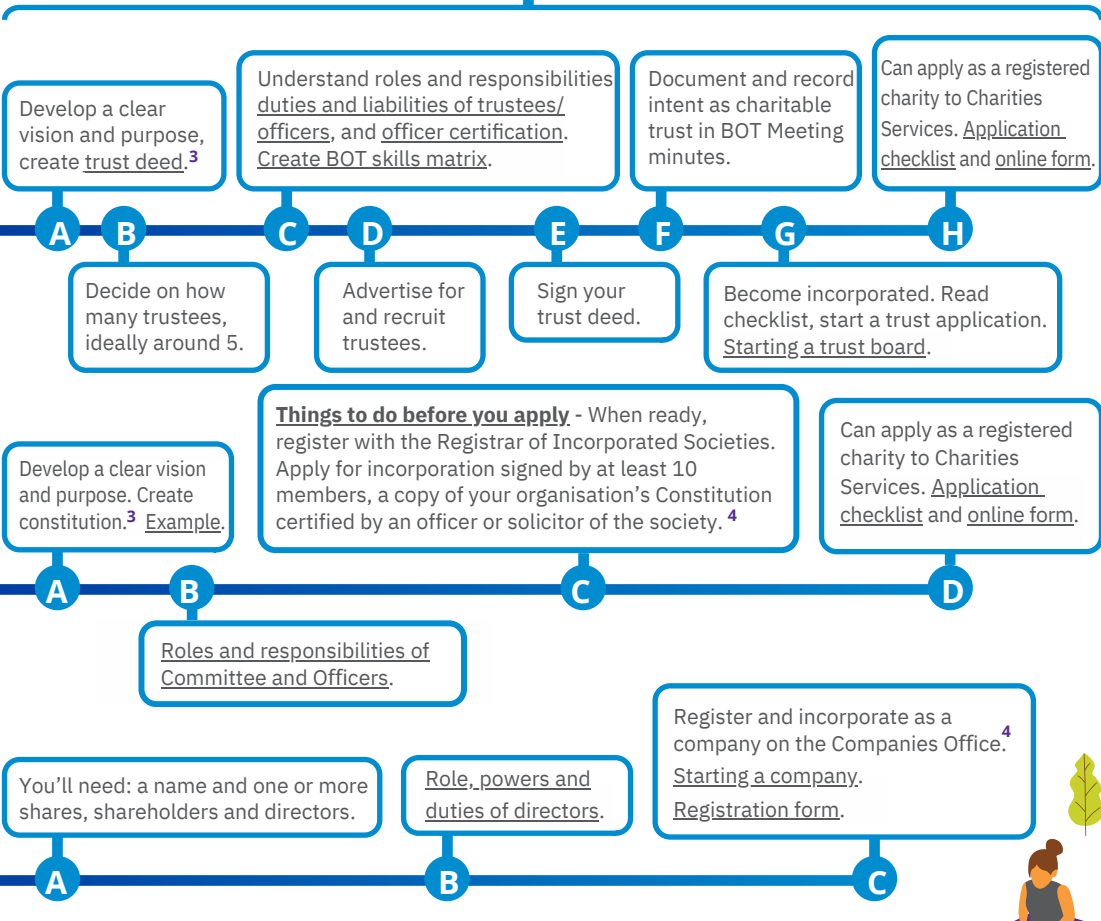 Develop a clear
vision and purpose,
create trust deed.3
Understand roles and responsibilities
duties and liabilities of trustees/
officers, and officer certification.
Create BOT skills matrix.
Document and record
intent as charitable
trust in BOT Meeting
minutes.
Can apply as a registered
charity to Charities
Services. Application
checklist and online form.
A
B
C
D
E
F
G
H
Decide on how
many trustees,
ideally around 5.
Advertise for
and recruit
trustees.
Sign your
trust deed.
Become incorporated. Read
checklist, start a trust application.
Starting a trust board.
Develop a clear vision
and purpose. Create
constitution.3 Example.
Things to do before you apply - When ready,
register with the Registrar of Incorporated Societies.
Apply for incorporation signed by at least 10
members, a copy of your organisation's Constitution
certified by an officer or solicitor of the society. 4
Can apply as a registered
charity to Charities
Services. Application
checklist and online form.
A
B
C
D
Roles and responsibilities of
Committee and Officers.
You'll need: a name and one or more
shares, shareholders and directors.
Role, powers and
duties of directors.
Register and incorporate as a
company on the Companies Office.4
Starting a company.
Registration form.
A
B
C